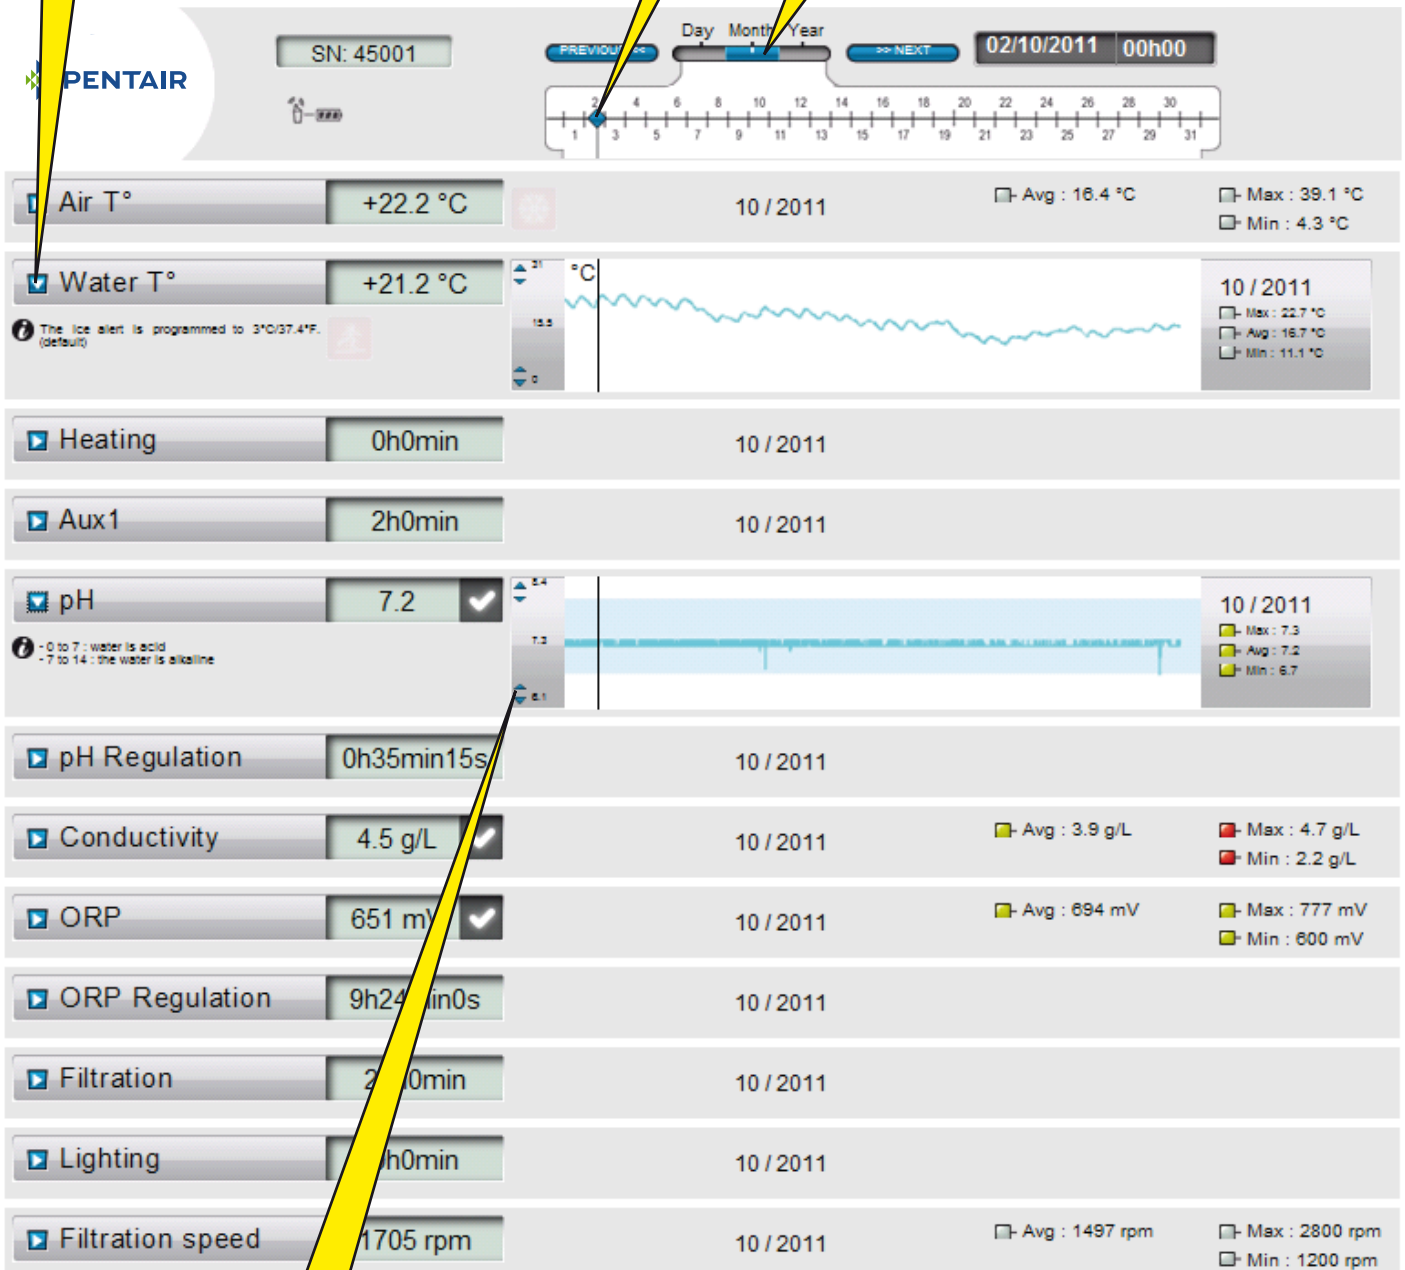 Day Month Year
SN: 45001
<< >> NEXT 02/10/2011 00h00
PENTAIR
2 4 6 8 10 12 14 16 18 20 22 24 26 28 30
1 3 5 7 9 11 13 15 17 19 21 23 25 27 29 31
Air T° +22.2 °C 10 / 2011 Avg : 16.4 °C Max : 39.1 °C
Min : 4.3 °C
Water T° +21.2 °C 21 °C 10 / 2011
15.5
0
Max : 22.7 °C
Avg : 16.7 °C
Min : 11.1 °C
The ice alert is programmed to 3°C/37.4°F.
(default)
Heating 0h0min 10 / 2011
Aux1 2h0min 10 / 2011
pH 7.2 8.4 10 / 2011
Max : 7.3
Avg : 7.2
Min : 6.7
- 0 to 7 : water is acid
- 7 to 14 : the water is alkaline
pH Regulation 0h35min15s 10 / 2011
Conductivity 4.5 g/L 10 / 2011 Avg : 3.9 g/L Max : 4.7 g/L
Min : 2.2 g/L
ORP 651 mV 10 / 2011 Avg : 694 mV Max : 777 mV
Min : 600 mV
ORP Regulation 10 / 2011
Filtration 10 / 2011
Lighting 10 / 2011
Filtration speed 1705 rpm 10 / 2011 Avg : 1497 rpm Max : 2800 rpm
Min : 1200 rpm